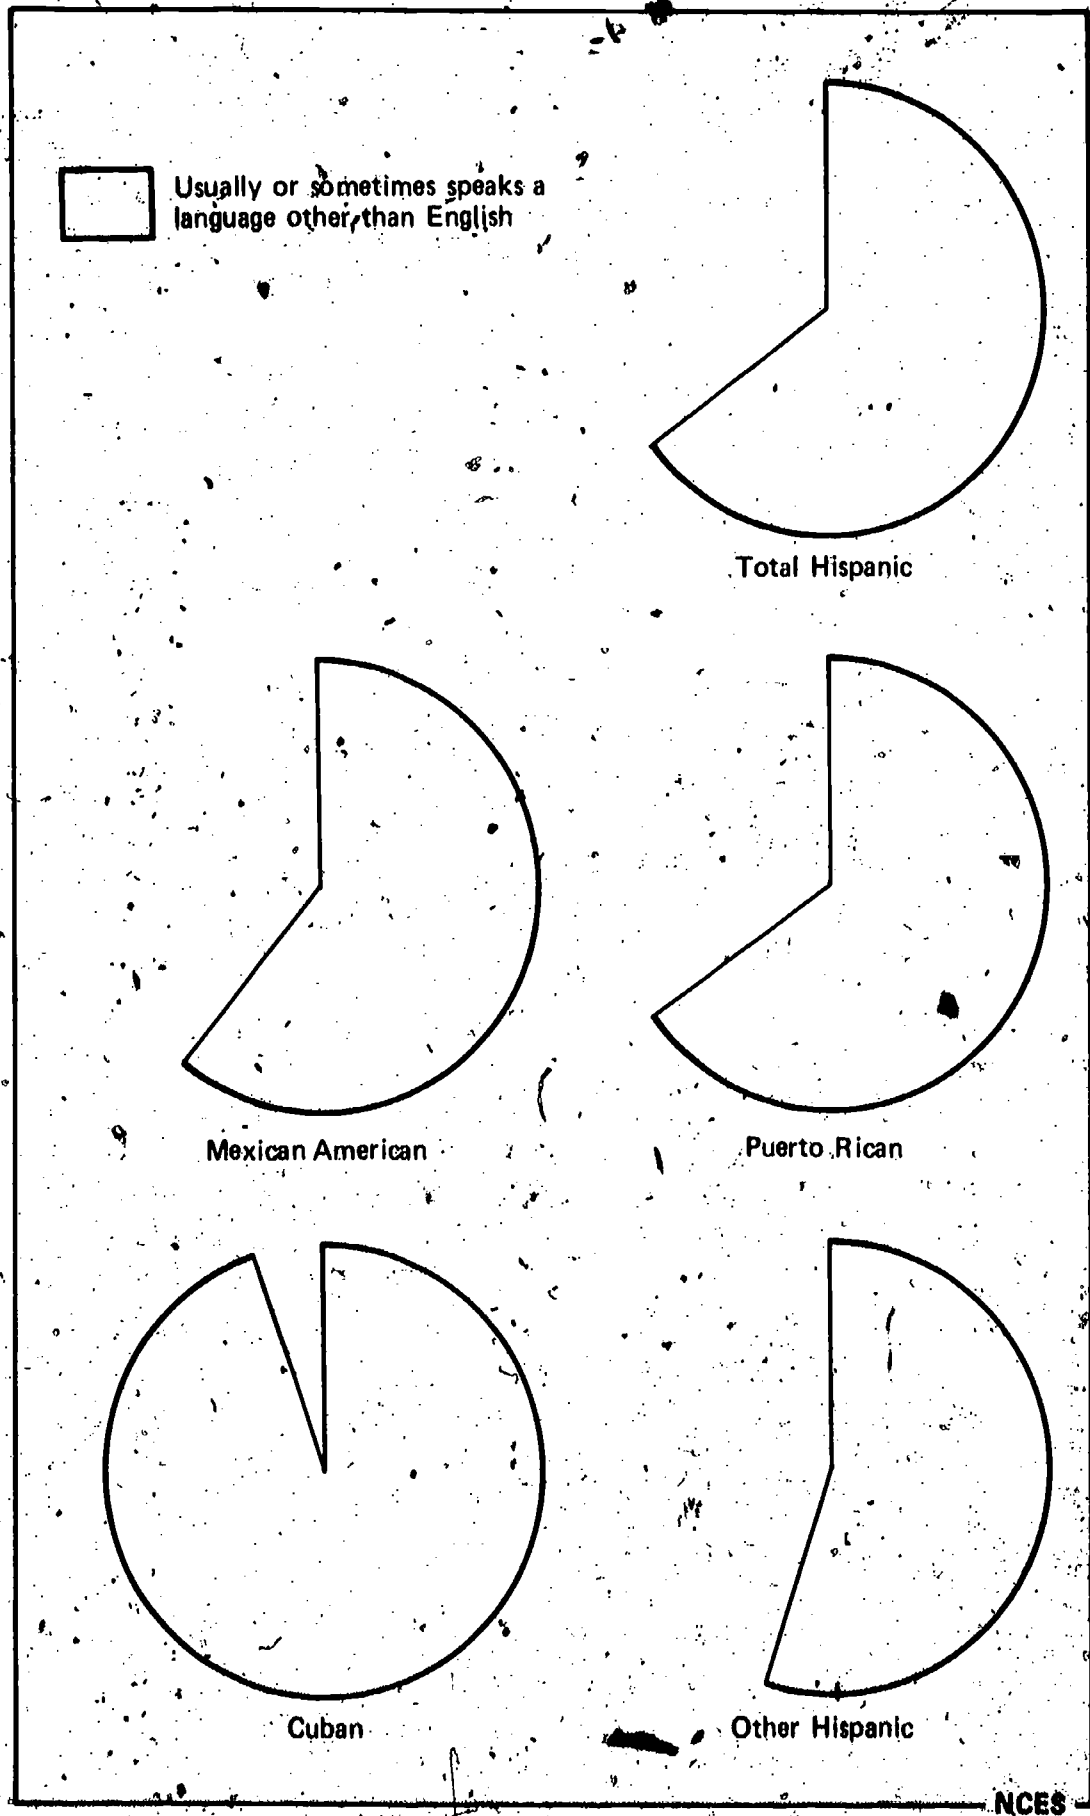 Usually or sometimes speaks a
language other than English
Total Hispanic
Mexican American
Puerto Rican
Cuban
Other Hispanic
NCES